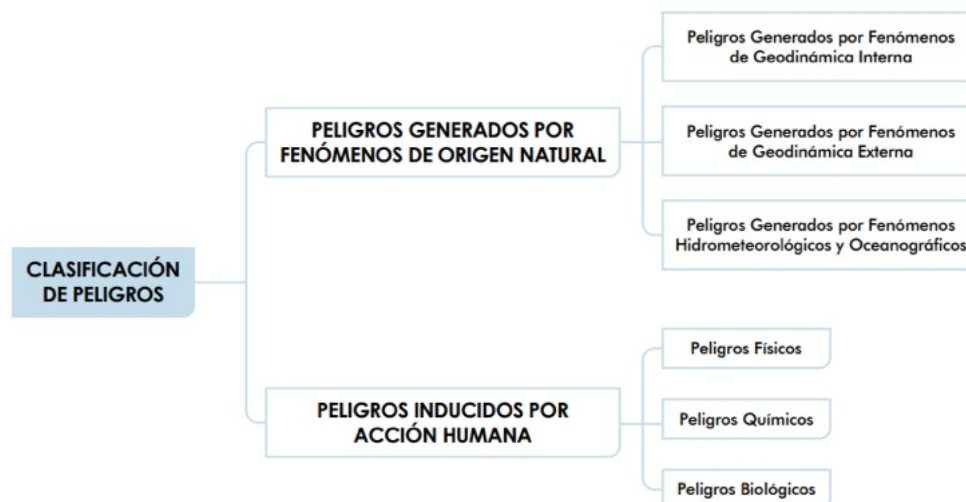 CLASIFICACIÓN
DE PELIGROS
PELIGROS GENERADOS POR
FENÓMENOS DE ORIGEN NATURAL
Peligros Generados por Fenómenos
de Geodinámica Interna
Peligros Generados por Fenómenos
de Geodinámica Externa
Peligros Generados por Fenómenos
Hidrometeorológicos y Oceanográficos
PELIGROS INDUCIDOS POR
ACCIÓN HUMANA
Peligros Físicos
Peligros Químicos
Peligros Biológicos